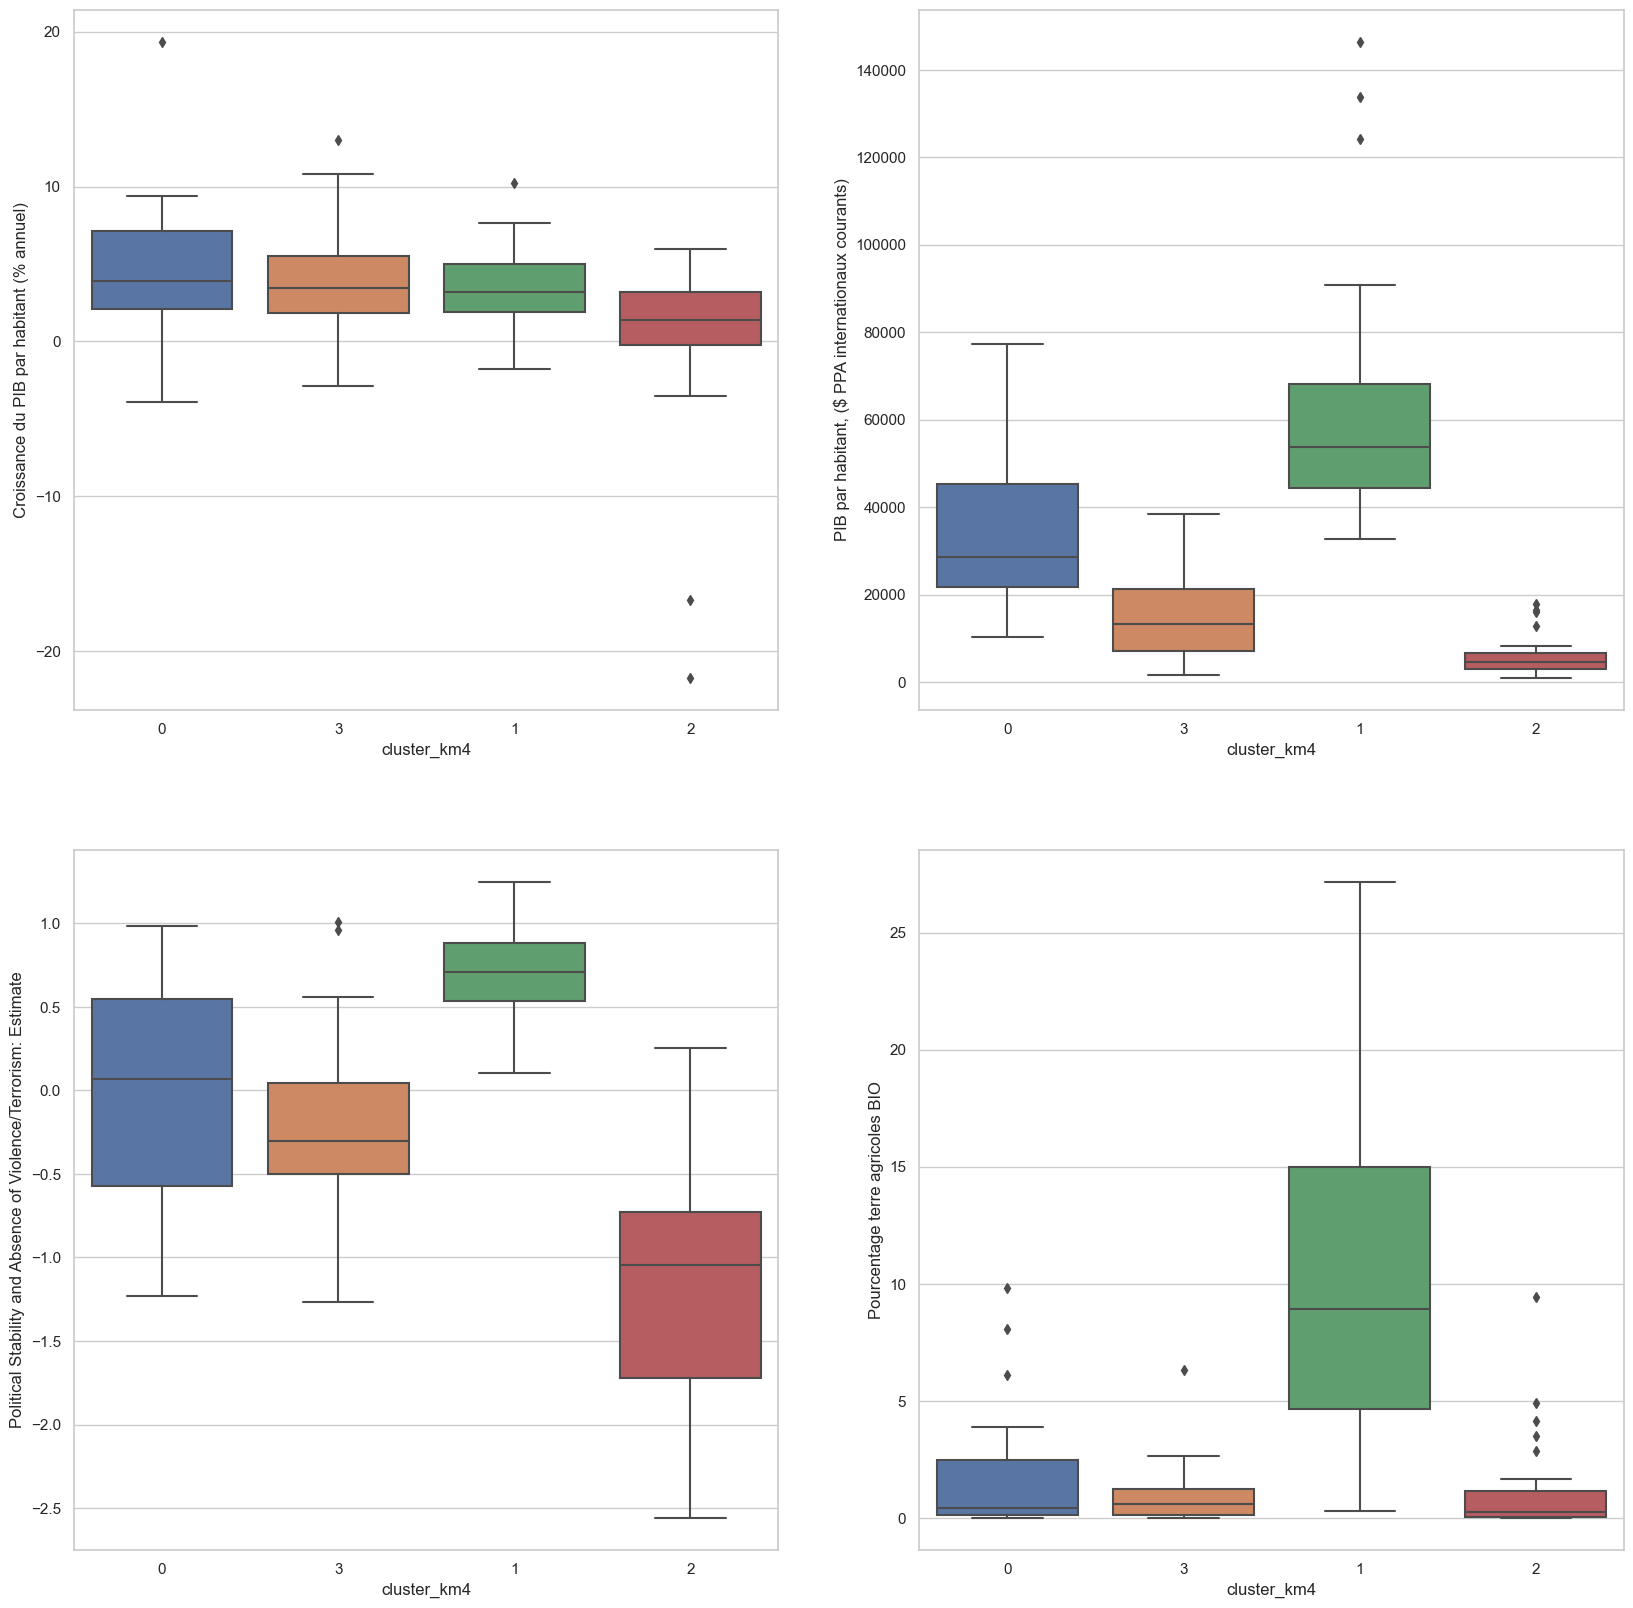 Croissance du PIB par habitant (% annuel)
20
10
0
−10
−20
0 3 1 2
cluster_km4
PIB par habitant, ($ PPA internationaux courants)
140000
120000
100000
80000
60000
40000
20000
0
0 3 1 2
cluster_km4
Political Stability and Absence of Violence/Terrorism: Estimate
1.0
0.5
0.0
−0.5
−1.0
−1.5
−2.0
−2.5
0 3 1 2
cluster_km4
Pourcentage terre agricoles BIO
25
20
15
10
5
0
0 3 1 2
cluster_km4